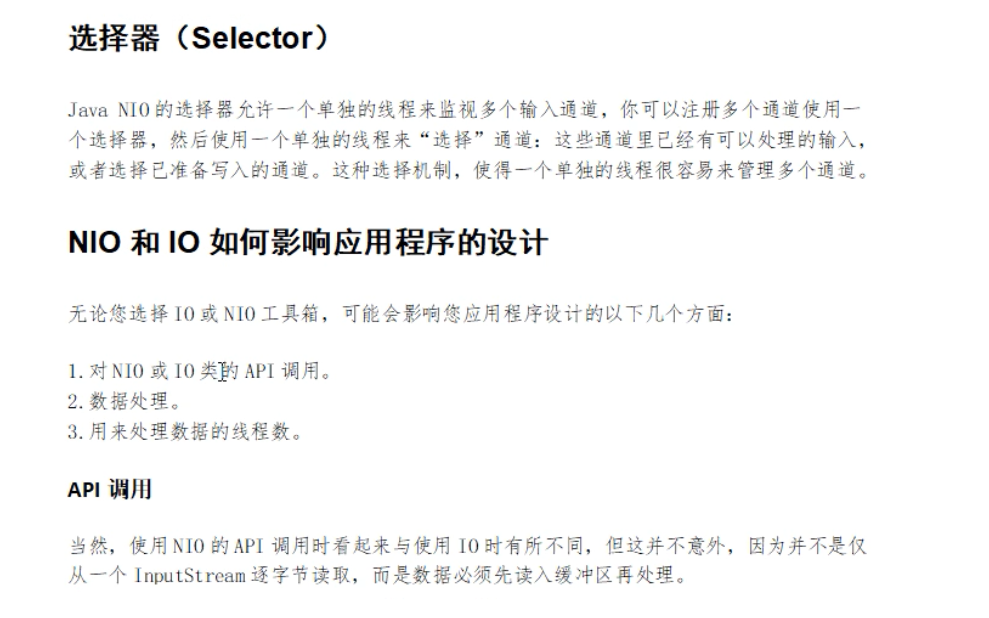 选择器（Selector）
Java NIO 的选择器允许一个单独的线程来监视多个输入通道，你可以注册多个通道使用一
个选择器，然后使用一个单独的线程来“选择”通道：这些通道里已经有可以处理的输入，
或者选择已准备写入的通道。这种选择机制，使得一个单独的线程很容易来管理多个通道。
NIO 和 IO 如何影响应用程序的设计
无论您选择 IO 或 NIO 工具箱，可能会影响您应用程序设计的以下几个方面：
1. 对 NIO 或 IO 类的 API 调用。
2. 数据处理。
3. 用来处理数据的线程数。
API 调用
当然，使用 NIO 的 API 调用时看起来与使用 IO 时有所不同，但这并不意外，因为并不是仅
从一个 InputStream 逐字节读取，而是数据必须先读入缓冲区再处理。